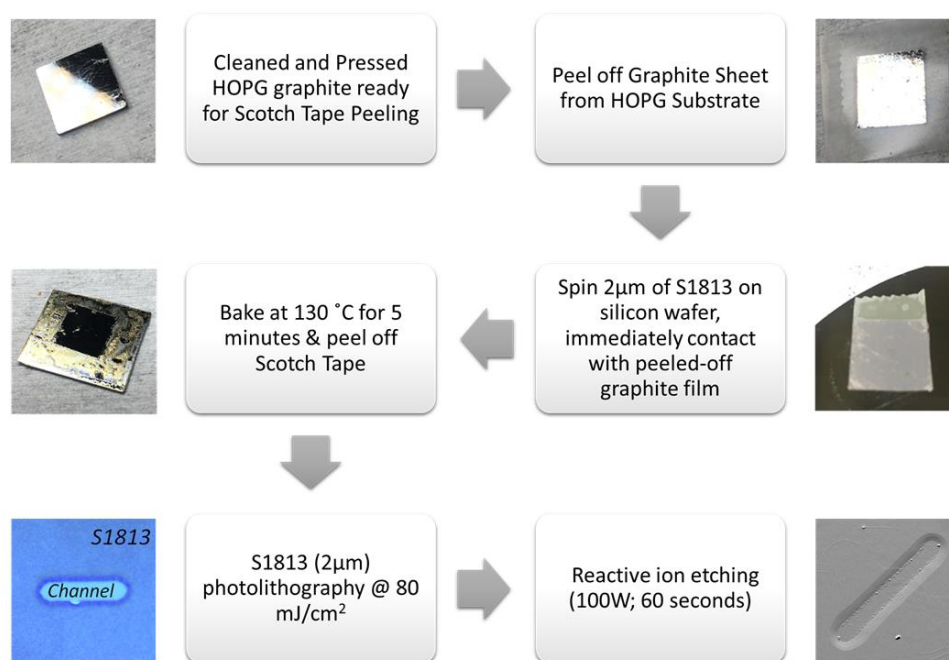 Cleaned and Pressed
HOPG graphite ready
for Scotch Tape Peeling
Peel off Graphite Sheet
from HOPG Substrate
Spin 2µm of S1813 on
silicon wafer,
immediately contact
with peeled-off
graphite film
Bake at 130 ˚C for 5
minutes & peel off
Scotch Tape
S1813
Channel
S1813 (2µm)
photolithography @ 80
mJ/cm²
Reactive ion etching
(100W; 60 seconds)